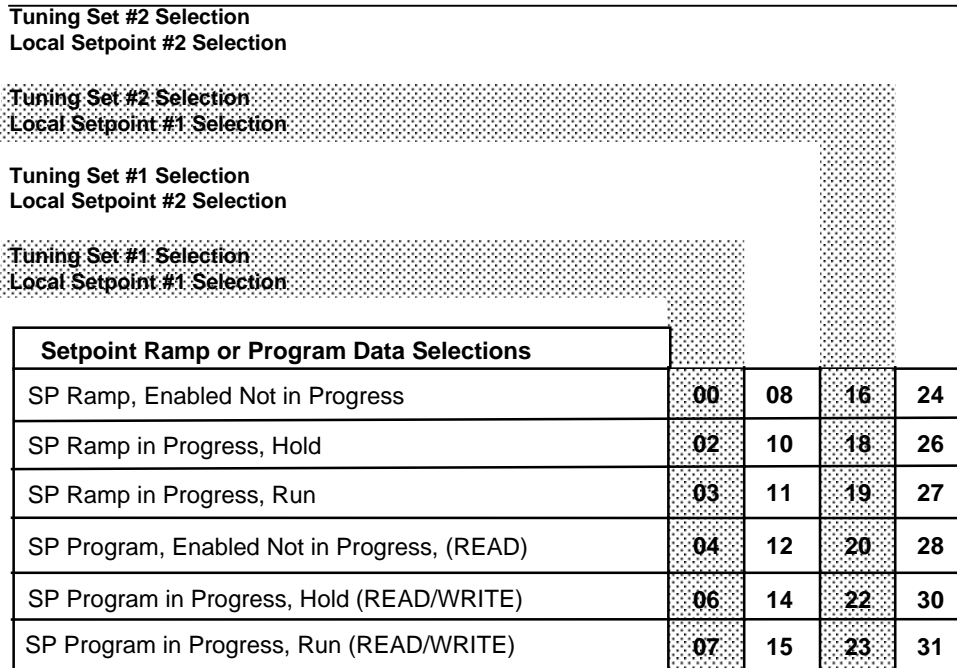 Tuning Set #2 Selection
Local Setpoint #2 Selection
Tuning Set #2 Selection
Local Setpoint #1 Selection
Tuning Set #1 Selection
Local Setpoint #2 Selection
Tuning Set #1 Selection
Local Setpoint #1 Selection
Setpoint Ramp or Program Data Selections
SP Ramp, Enabled Not in Progress 00 08 16 24
SP Ramp in Progress, Hold 02 10 18 26
SP Ramp in Progress, Run 03 11 19 27
SP Program, Enabled Not in Progress, (READ) 04 12 20 28
SP Program in Progress, Hold (READ/WRITE) 06 14 22 30
SP Program in Progress, Run (READ/WRITE) 07 15 23 31